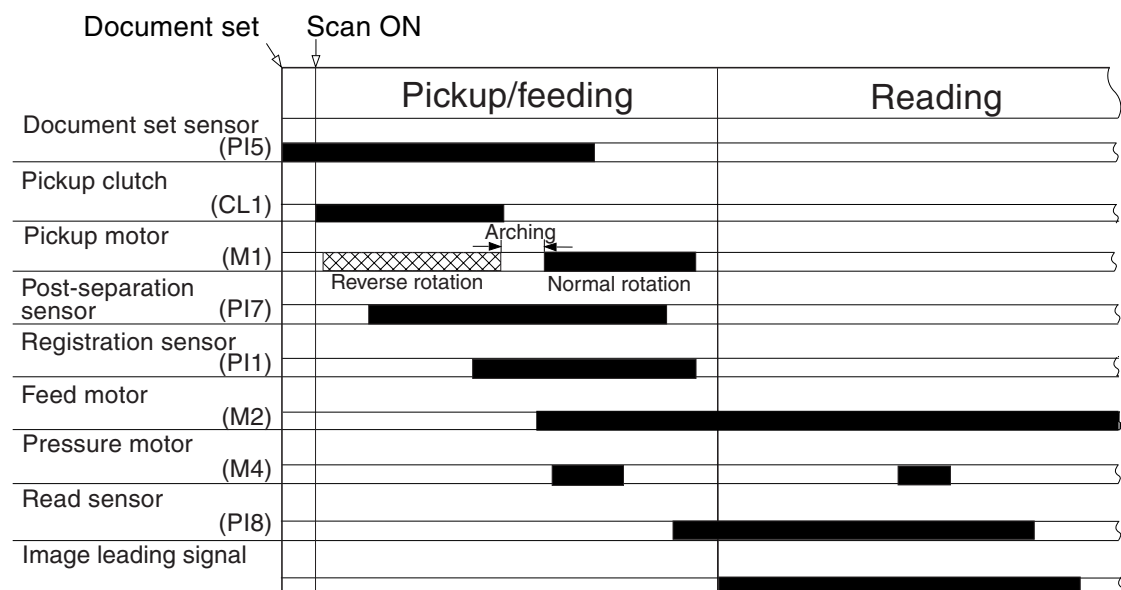 Document set Scan ON
Pickup/feeding Reading
Document set sensor
(PI5)
Pickup clutch
(CL1)
Pickup motor
(M1)
Arching
Reverse rotation Normal rotation
Post-separation
sensor (PI7)
Registration sensor
(PI1)
Feed motor
(M2)
Pressure motor
(M4)
Read sensor
(PI8)
Image leading signal